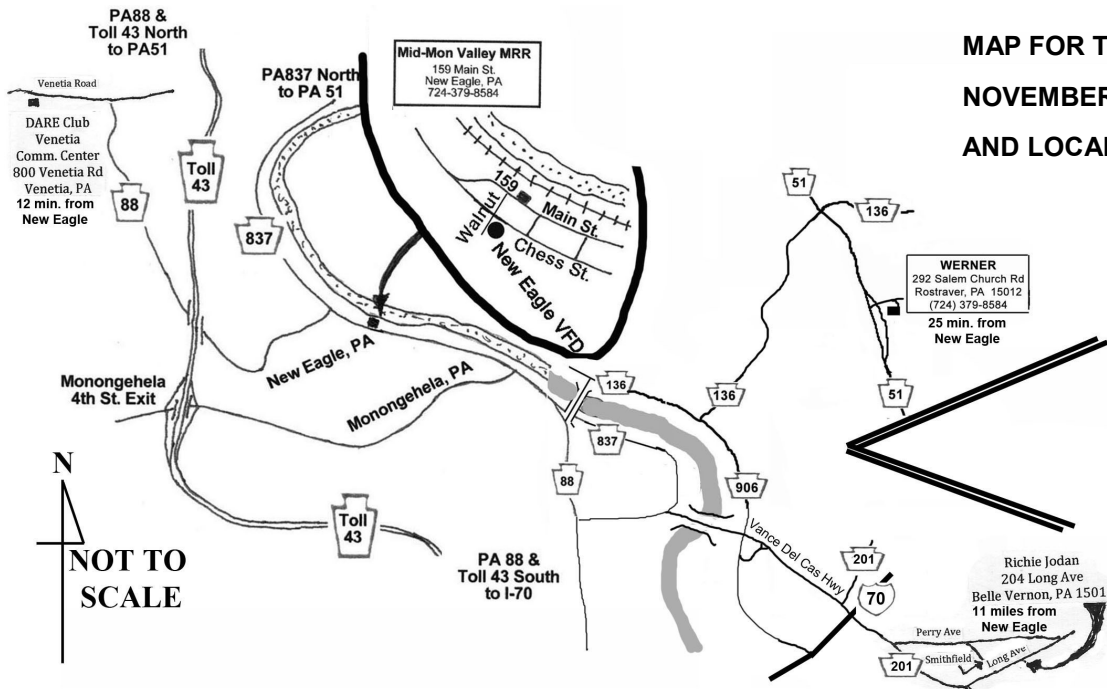 PA88 &
Toll 43 North
to PA51
MAP FOR T
NOVEMBER
AND LOCA
Mid-Mon Valley MRR
159 Main St.
New Eagle, PA
724-379-8584
PA837 North
to PA 51
Venetia Road
DARE Club
Venetia
Comm. Center
800 Venetia Rd
Venetia, PA
12 min. from
New Eagle
88
Toll
43
837
159
Main St.
Walnut
Chess St.
New Eagle VFD
51
136
WERNER
292 Salem Church Rd
Rostraver, PA 15012
(724) 379-8584
25 min. from
New Eagle
New Eagle, PA
Monongehela, PA
Monongehela
4th St. Exit
136
136
51
837
88
906
N
NOT TO
SCALE
Toll
43
PA 88 &
Toll 43 South
to I-70
Vance Del Cas Hwy
201
70
Richie Jodan
204 Long Ave
Belle Vernon, PA 1501
11 miles from
New Eagle
Perry Ave
Smithfield
Long Ave
201